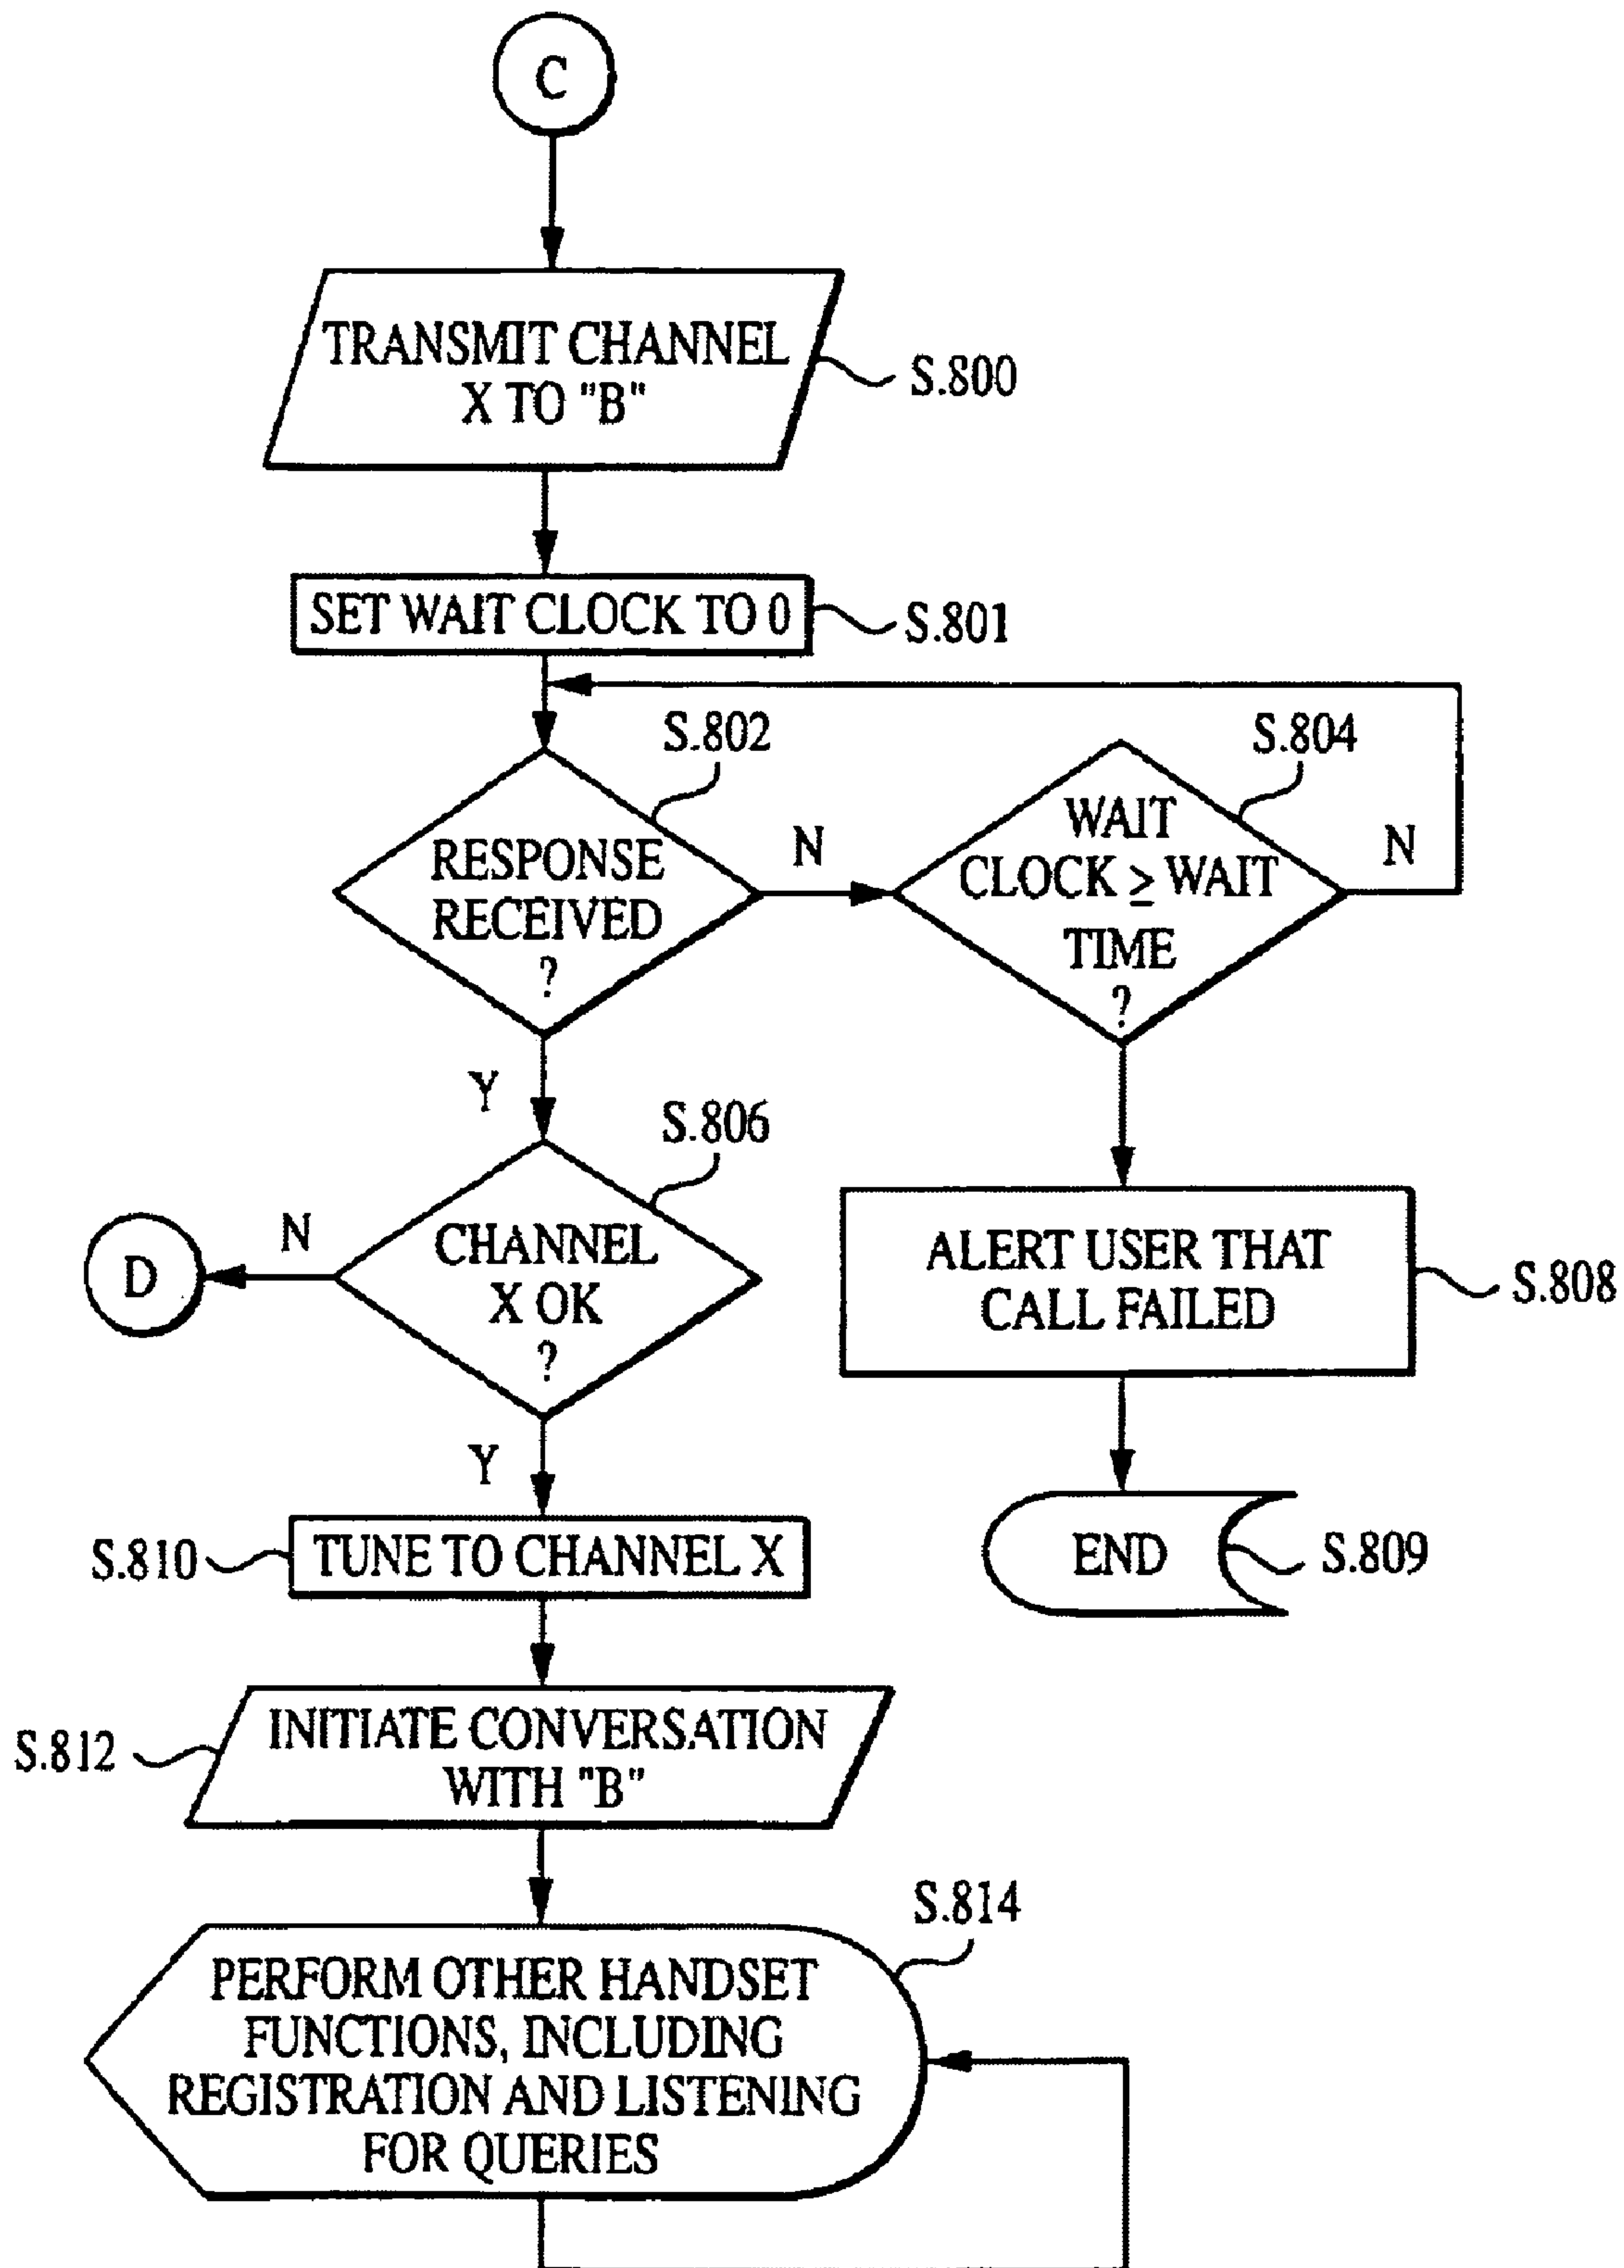 C
TRANSMIT CHANNEL
X TO "B"
S.800
SET WAIT CLOCK TO 0
S.801
S.802
RESPONSE
RECEIVED
?
N
S.804
WAIT
CLOCK ≥ WAIT
TIME
?
N
Y
S.806
CHANNEL
X OK
?
N
D
ALERT USER THAT
CALL FAILED
S.808
Y
S.810
TUNE TO CHANNEL X
END
S.809
S.812
INITIATE CONVERSATION
WITH "B"
S.814
PERFORM OTHER HANDSET
FUNCTIONS, INCLUDING
REGISTRATION AND LISTENING
FOR QUERIES